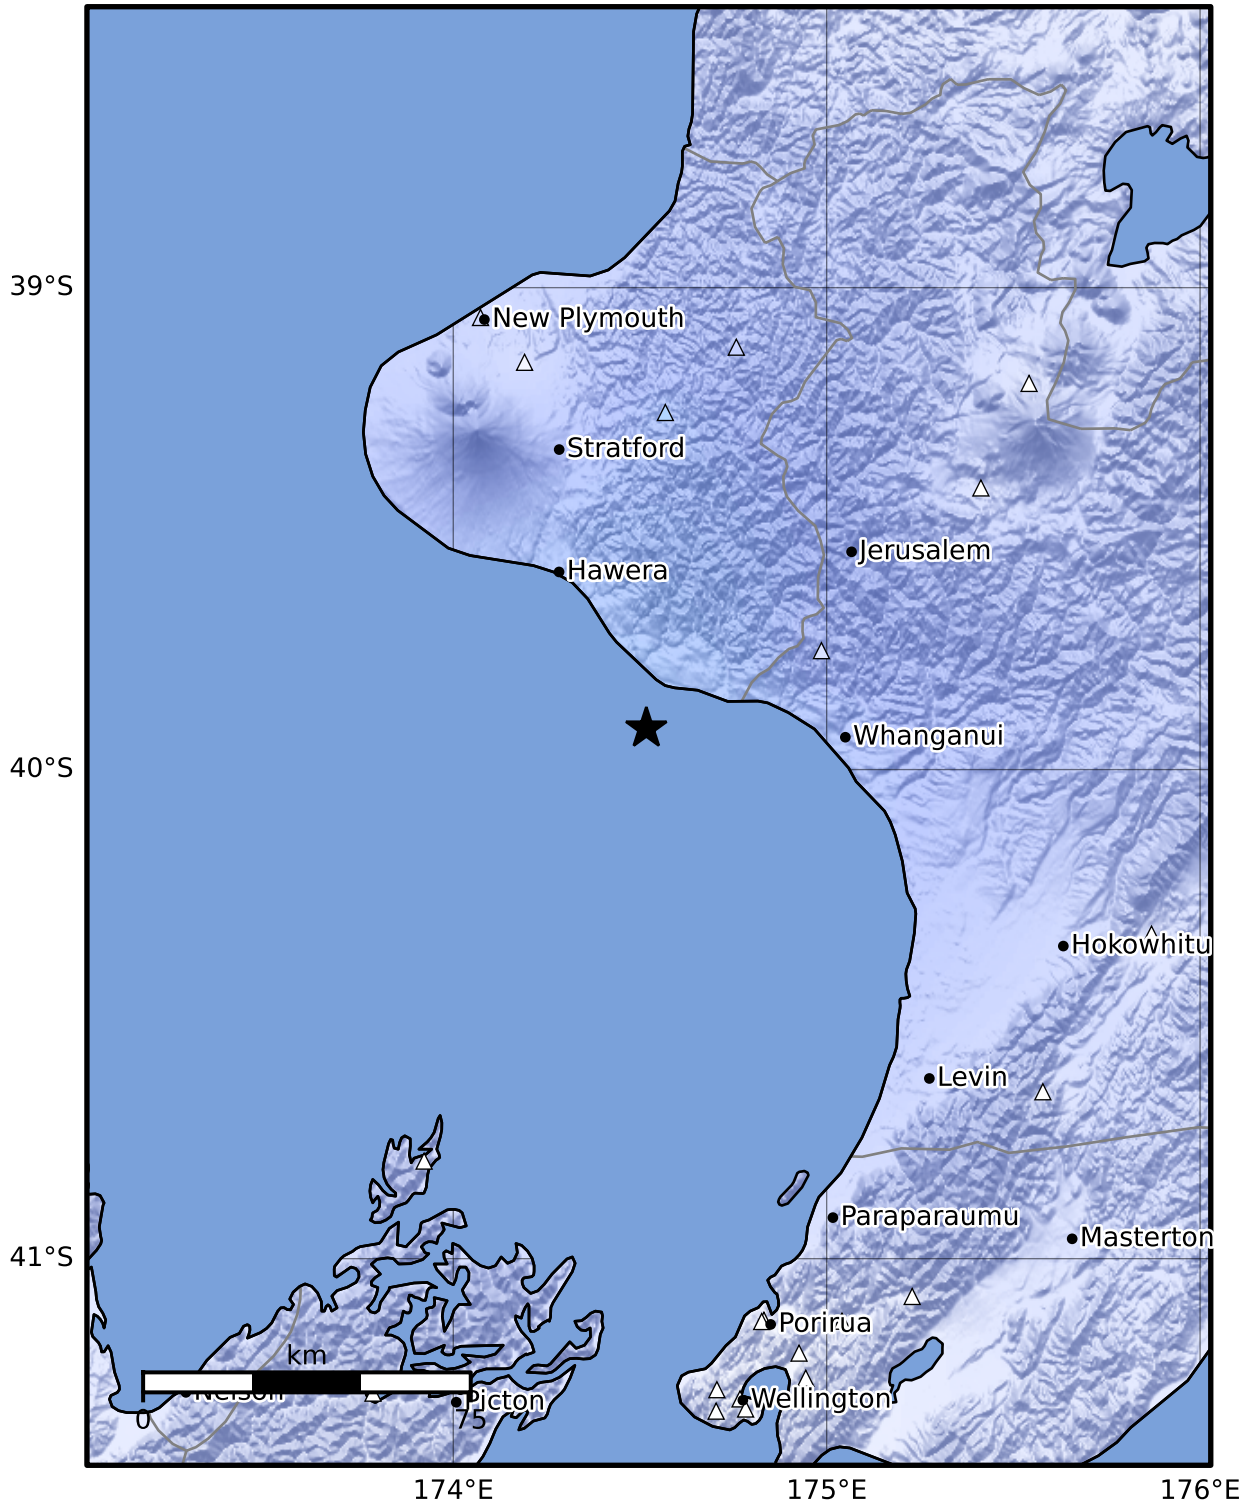 39°S
New Plymouth
Stratford
Jerusalem
Hawera
Whanganui
40°S
Hokowhitu
Levin
Paraparaumu
Masterton
41°S
Porirua
km
Nelson
Picton
Wellington
0
75
174°E
175°E
176°E